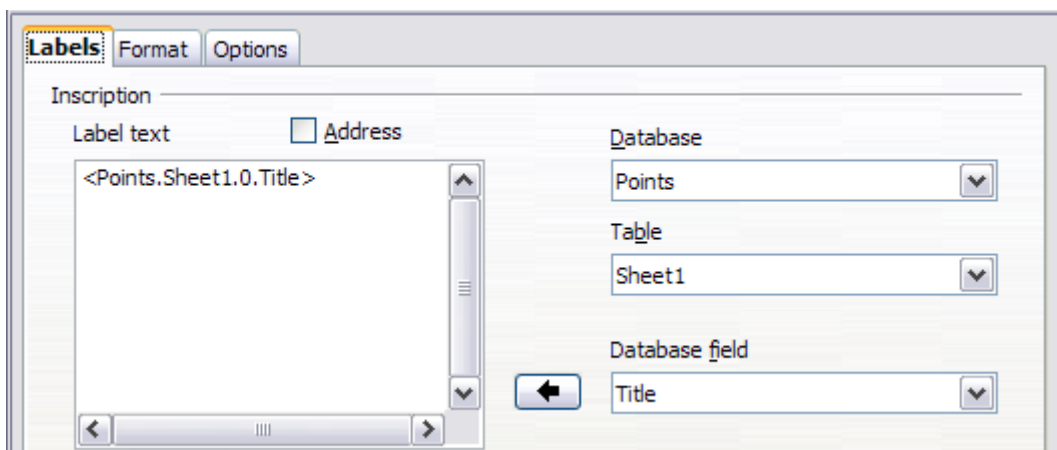 Labels Format Options
Inscription
Label text Address
<Points.Sheet1.0.Title>
Database
Points
Table
Sheet1
Database field
Title